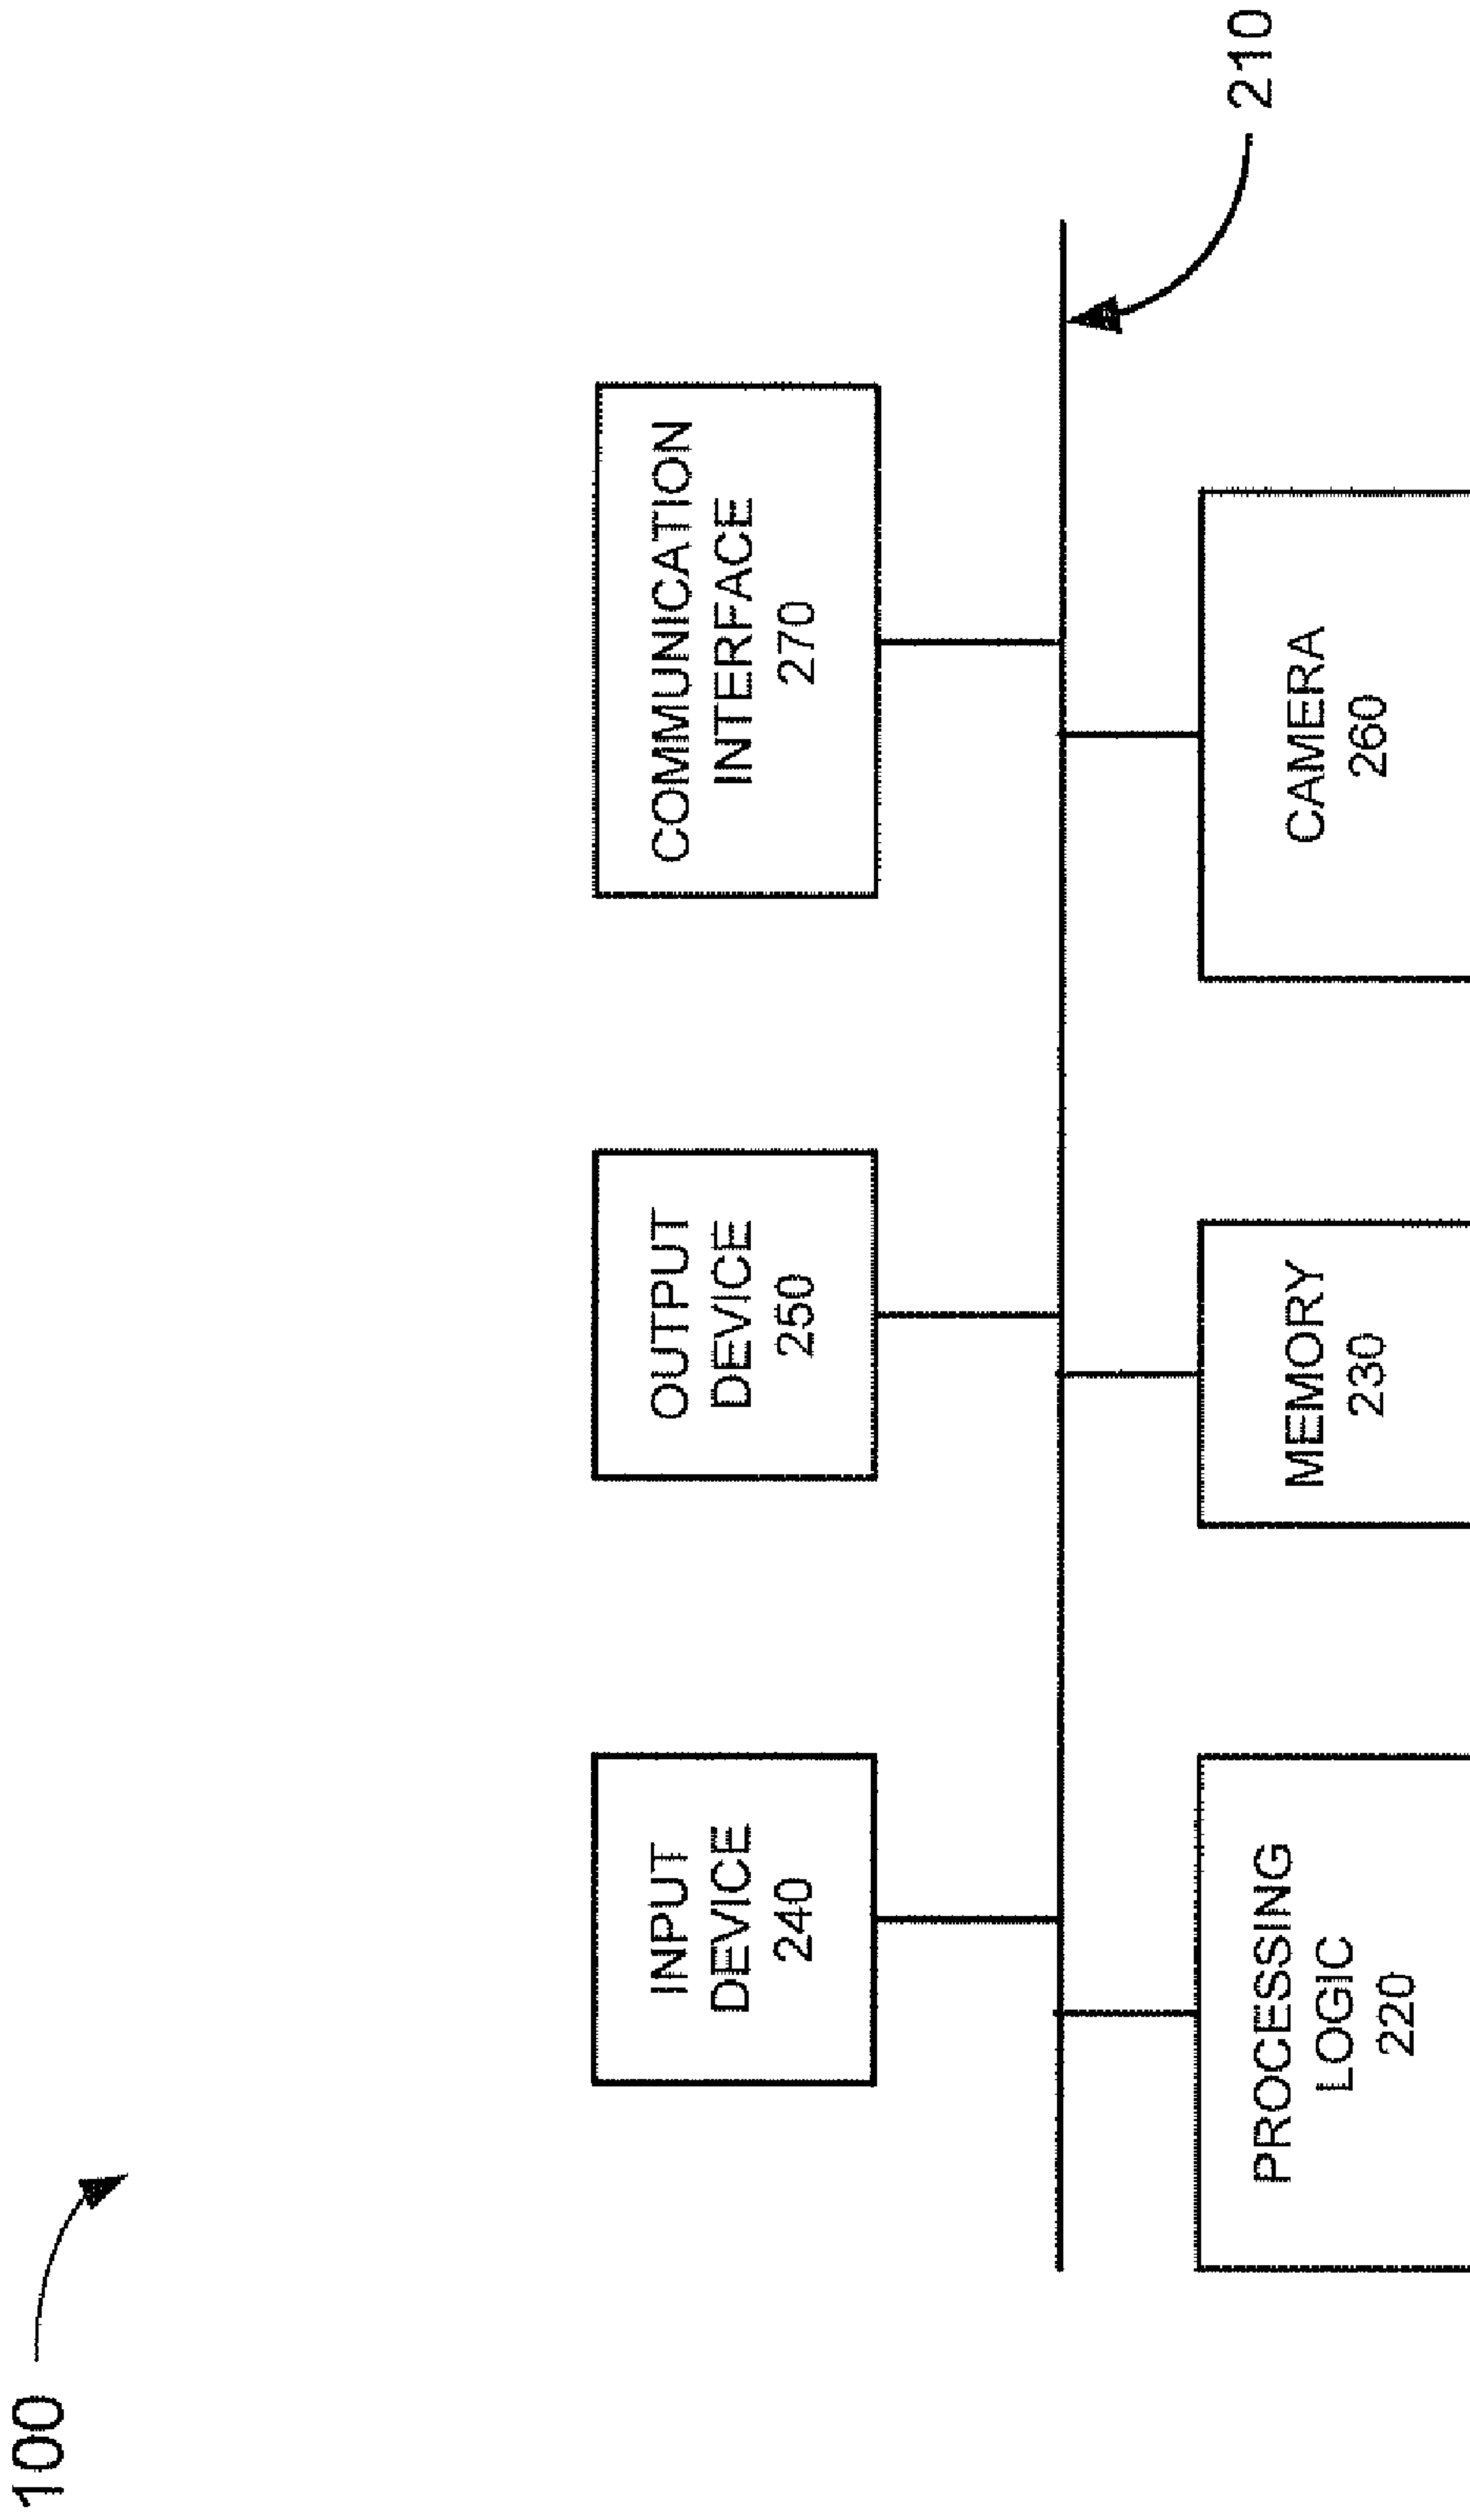 100
INPUT
DEVICE
240
OUTPUT
DEVICE
250
COMMUNICATION
INTERFACE
270
210
PROCESSING
LOGIC
220
MEMORY
230
CAMERA
260